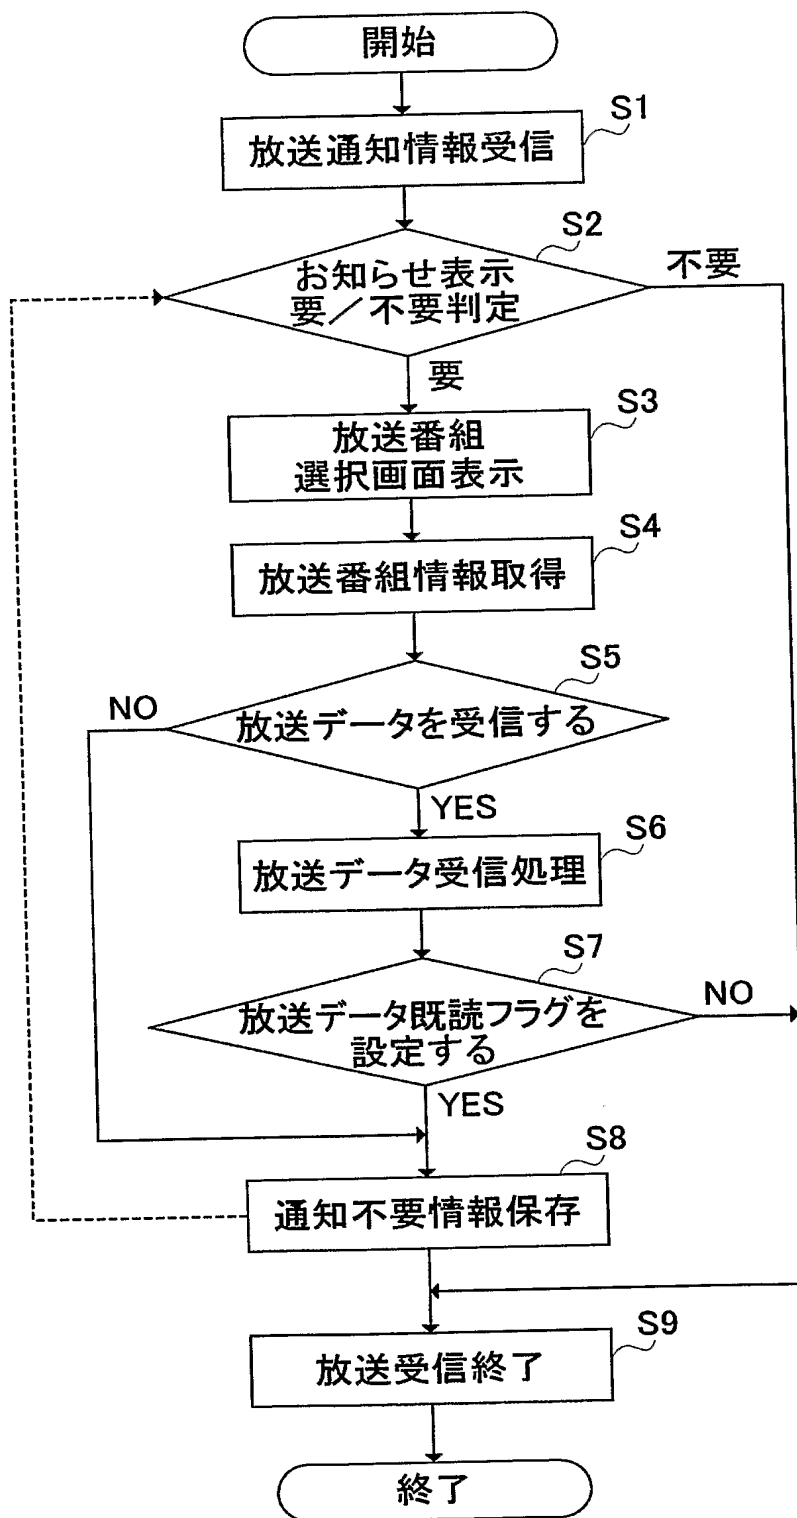 開始
S1
放送通知情報受信
S2
お知らせ表示
要／不要判定
不要
要
S3
放送番組
選択画面表示
S4
放送番組情報取得
S5
NO
放送データを受信する
YES
S6
放送データ受信処理
S7
放送データ既読フラグを
設定する
NO
YES
S8
通知不要情報保存
S9
放送受信終了
終了